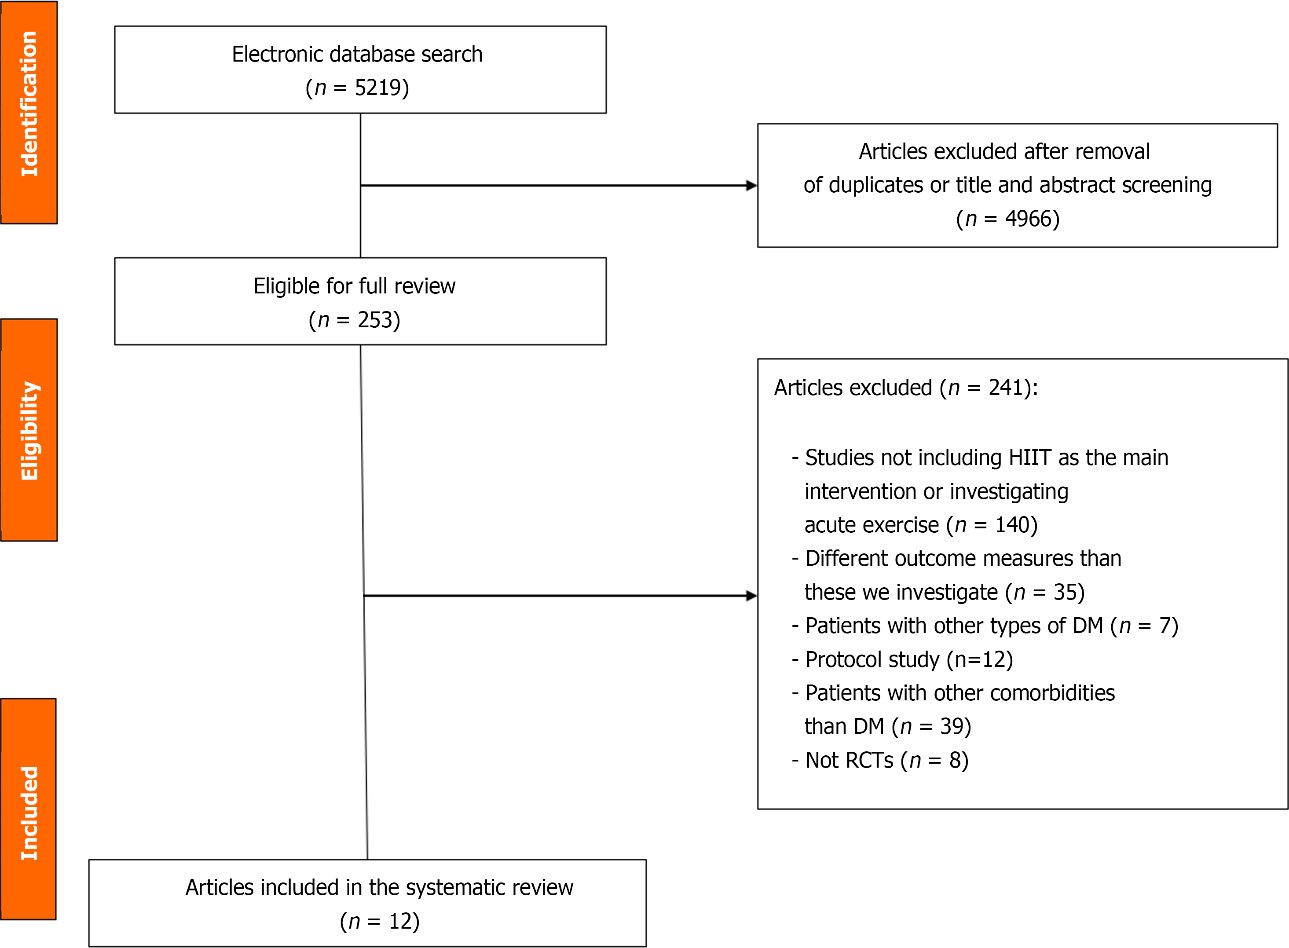 Identification
Electronic database search
(n = 5219)
Articles excluded after removal
of duplicates or title and abstract screening
(n = 4966)
Eligible for full review
(n = 253)
Eligibility
Articles excluded (n = 241):
- Studies not including HIIT as the main
intervention or investigating
acute exercise (n = 140)
- Different outcome measures than
these we investigate (n = 35)
- Patients with other types of DM (n = 7)
- Protocol study (n=12)
- Patients with other comorbidities
than DM (n = 39)
- Not RCTs (n = 8)
Included
Articles included in the systematic review
(n = 12)